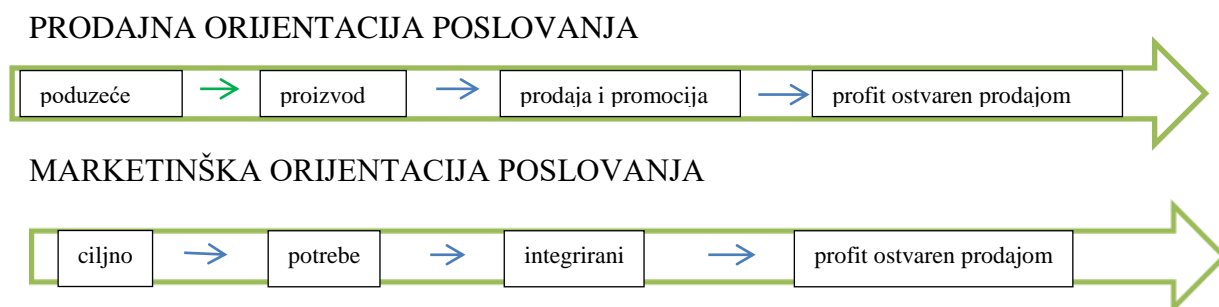 PRODAJNA ORIJENTACIJA POSLOVANJA
poduzeće proizvod prodaja i promocija profit ostvaren prodajom
MARKETINŠKA ORIJENTACIJA POSLOVANJA
ciljno potrebe integrirani profit ostvaren prodajom